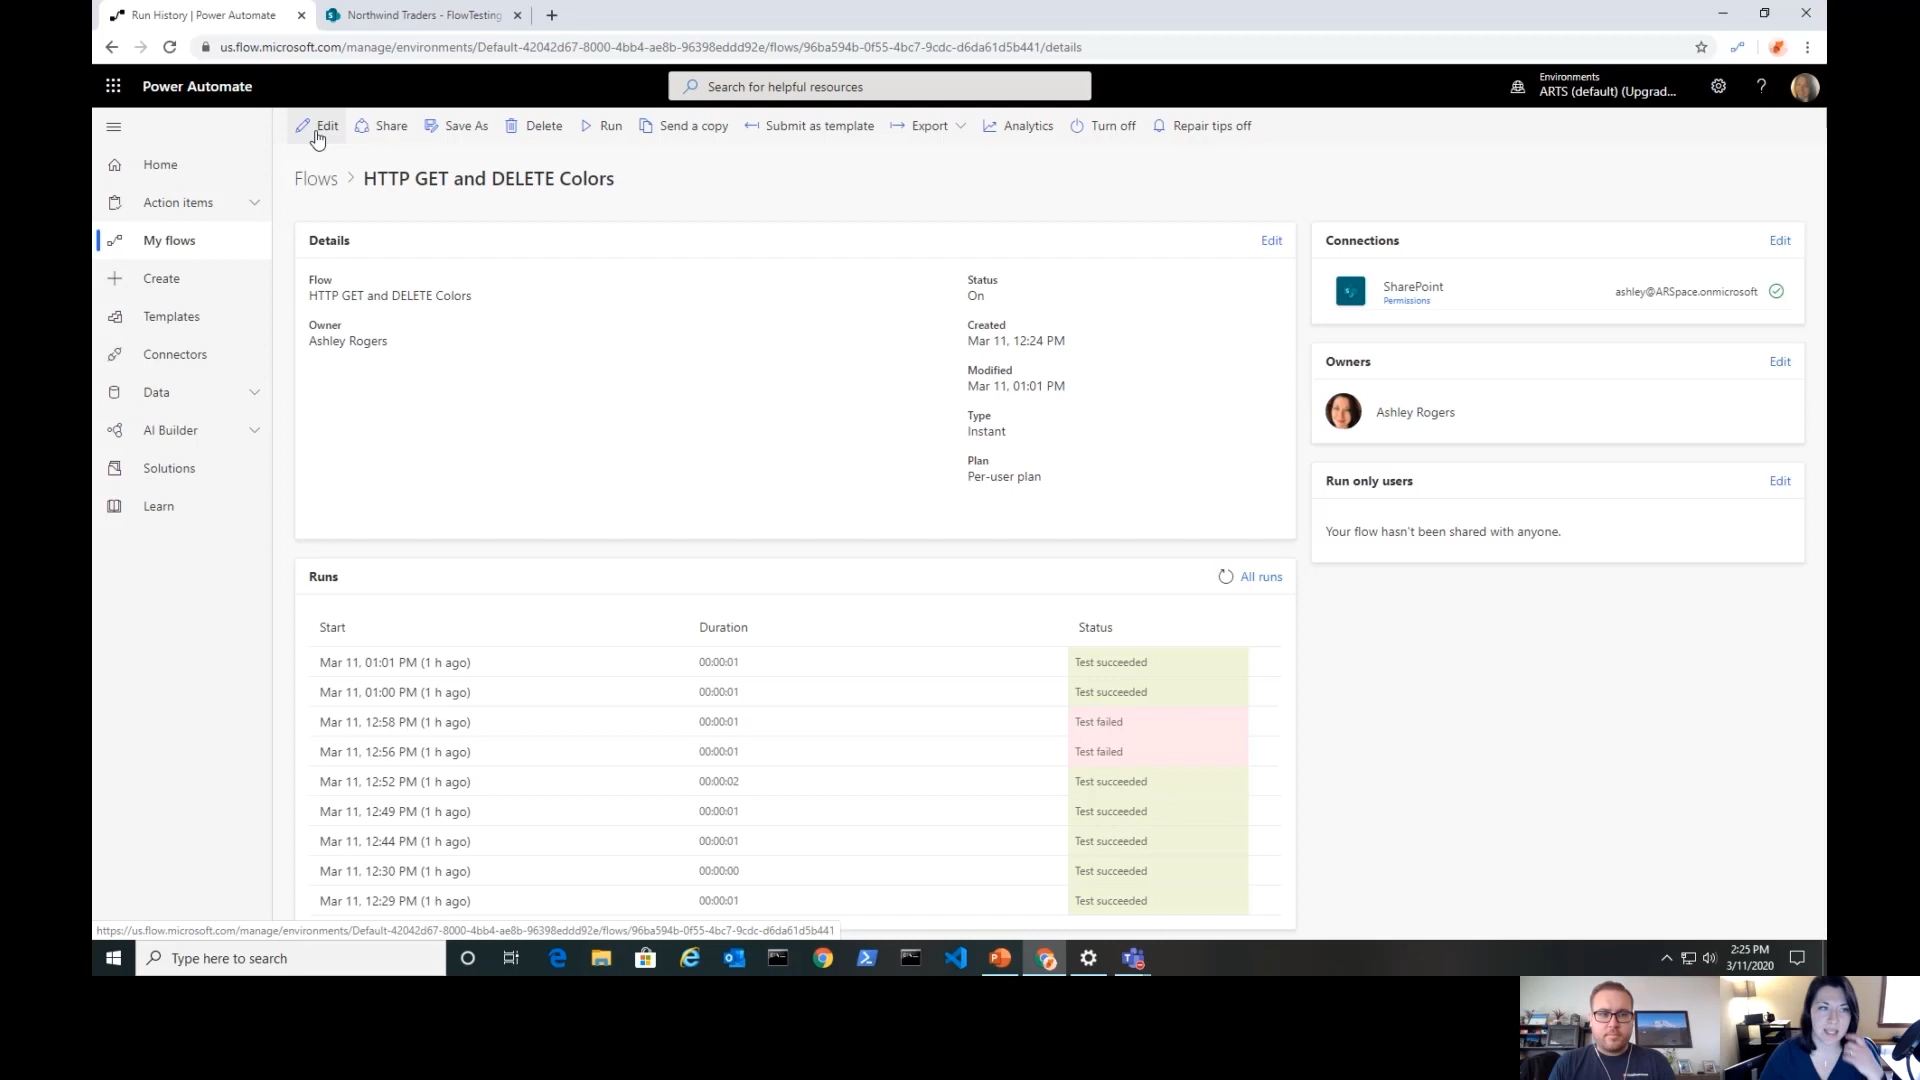 Run History | Power Automate
Northwind Traders - FlowTesting
us.flow.microsoft.com/manage/environments/Default-42042d67-8000-4bb4-ae8b-96398eddd92e/flows/96ba594b-0f55-4bc7-9cdc-d6da61d5b441/details
Power Automate
Search for helpful resources
Environments
ARTS (default) (Upgrad...
?
Edit Share Save As Delete Run Send a copy Submit as template Export Analytics Turn off Repair tips off
Home
Action items
My flows
Create
Templates
Connectors
Data
AI Builder
Solutions
Learn
Flows > HTTP GET and DELETE Colors
Details Edit
Flow
HTTP GET and DELETE Colors
Owner
Ashley Rogers
Status
On
Created
Mar 11, 12:24 PM
Modified
Mar 11, 01:01 PM
Type
Instant
Plan
Per-user plan
Connections Edit
SharePoint
Permissions
ashley@ARSpace.onmicrosoft
Owners Edit
Ashley Rogers
Run only users Edit
Your flow hasn't been shared with anyone.
Runs All runs
Start Duration Status
Mar 11, 01:01 PM (1 h ago) 00:00:01 Test succeeded
Mar 11, 01:00 PM (1 h ago) 00:00:01 Test succeeded
Mar 11, 12:58 PM (1 h ago) 00:00:01 Test failed
Mar 11, 12:56 PM (1 h ago) 00:00:01 Test failed
Mar 11, 12:52 PM (1 h ago) 00:00:02 Test succeeded
Mar 11, 12:49 PM (1 h ago) 00:00:01 Test succeeded
Mar 11, 12:44 PM (1 h ago) 00:00:01 Test succeeded
Mar 11, 12:30 PM (1 h ago) 00:00:00 Test succeeded
Mar 11, 12:29 PM (1 h ago) 00:00:01 Test succeeded
https://us.flow.microsoft.com/manage/environments/Default-42042d67-8000-4bb4-ae8b-96398eddd92e/flows/96ba594b-0f55-4bc7-9cdc-d6da61d5b441
Type here to search
2:25 PM
3/11/2020